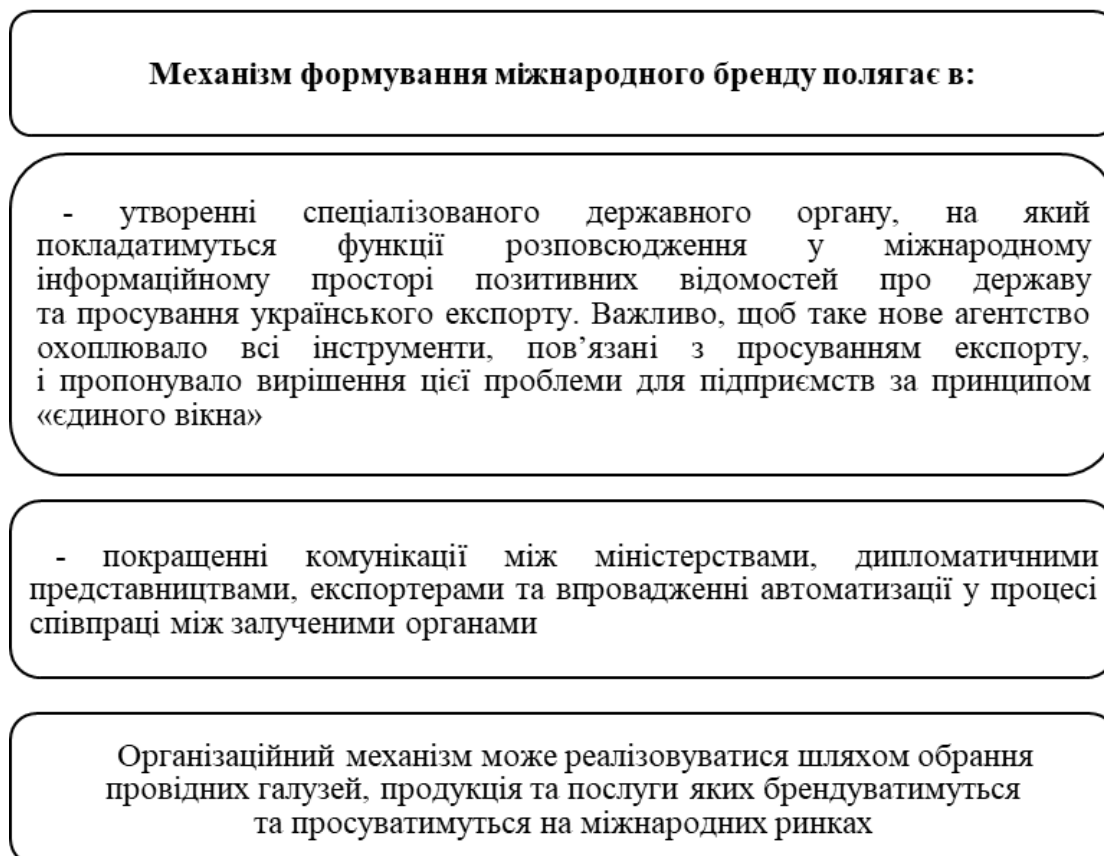 Механізм формування міжнародного бренду полягає в:
- утворенні спеціалізованого державного органу, на який
покладатимуться функції розповсюдження у міжнародному
інформаційному просторі позитивних відомостей про державу
та просування українського експорту. Важливо, щоб таке нове агентство
охоплювало всі інструменти, пов’язані з просуванням експорту,
і пропонувало вирішення цієї проблеми для підприємств за принципом
«єдиного вікна»
- покращенні комунікації між міністерствами, дипломатичними
представництвами, експортерами та впровадженні автоматизації у процесі
співпраці між залученими органами
Організаційний механізм може реалізовуватися шляхом обрання
провідних галузей, продукція та послуги яких брендуватимуться
та просуватимуться на міжнародних ринках